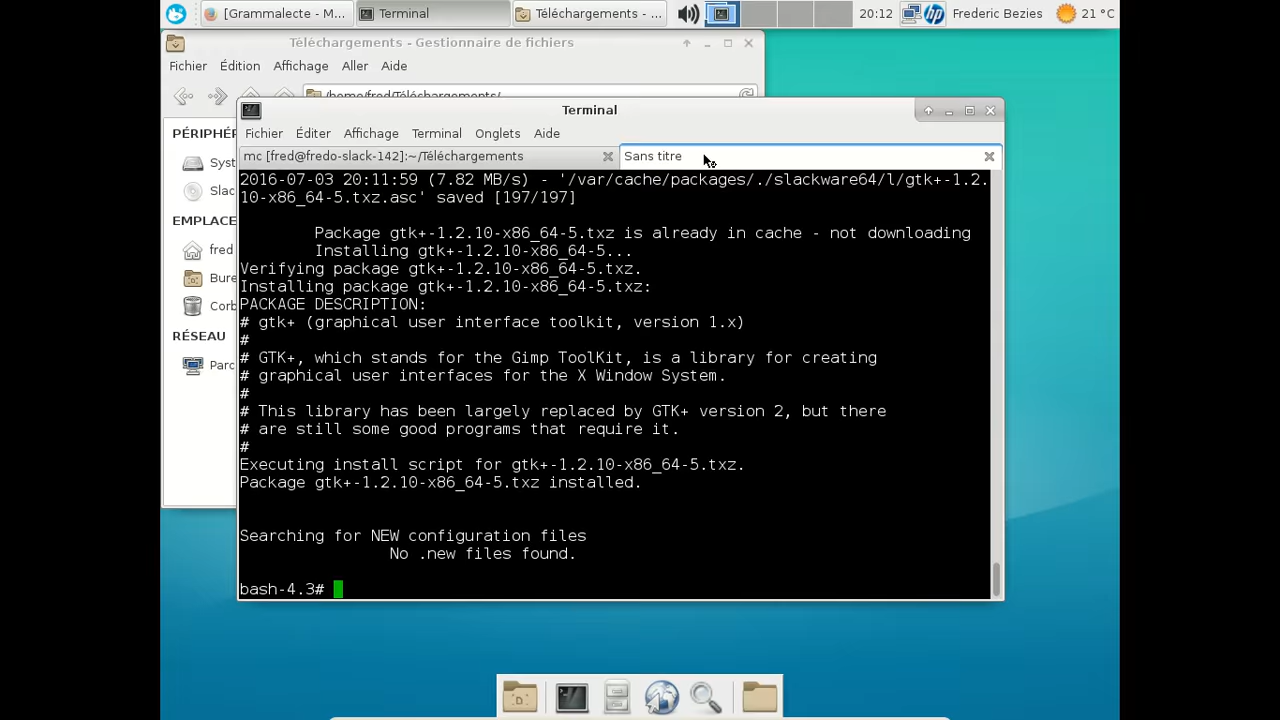 [Grammalecte - M...
Terminal
Téléchargements - ...
20:12
hp
Frederic Bezies
21 °C
Téléchargements - Gestionnaire de fichiers
Fichier Édition Affichage Aller Aide
/home/fred/Téléchargements/
PÉRIPHÉR
Syst
Slac
EMPLACE
fred
Bure
Corb
RÉSEAU
Parc
Terminal
Fichier Éditer Affichage Terminal Onglets Aide
mc [fred@fredo-slack-142]:~/Téléchargements
Sans titre
2016-07-03 20:11:59 (7.82 MB/s) - '/var/cache/packages/./slackware64/l/gtk+-1.2.
10-x86_64-5.txz.asc' saved [197/197]
Package gtk+-1.2.10-x86_64-5.txz is already in cache - not downloading
Installing gtk+-1.2.10-x86_64-5...
Verifying package gtk+-1.2.10-x86_64-5.txz.
Installing package gtk+-1.2.10-x86_64-5.txz:
PACKAGE DESCRIPTION:
# gtk+ (graphical user interface toolkit, version 1.x)
#
# GTK+, which stands for the Gimp ToolKit, is a library for creating
# graphical user interfaces for the X Window System.
#
# This library has been largely replaced by GTK+ version 2, but there
# are still some good programs that require it.
#
Executing install script for gtk+-1.2.10-x86_64-5.txz.
Package gtk+-1.2.10-x86_64-5.txz installed.
Searching for NEW configuration files
No .new files found.
bash-4.3#